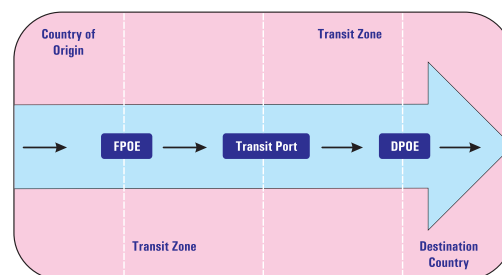 Country of
Origin
Transit Zone
FPOE
Transit Port
DPOE
Transit Zone
Destination
Country